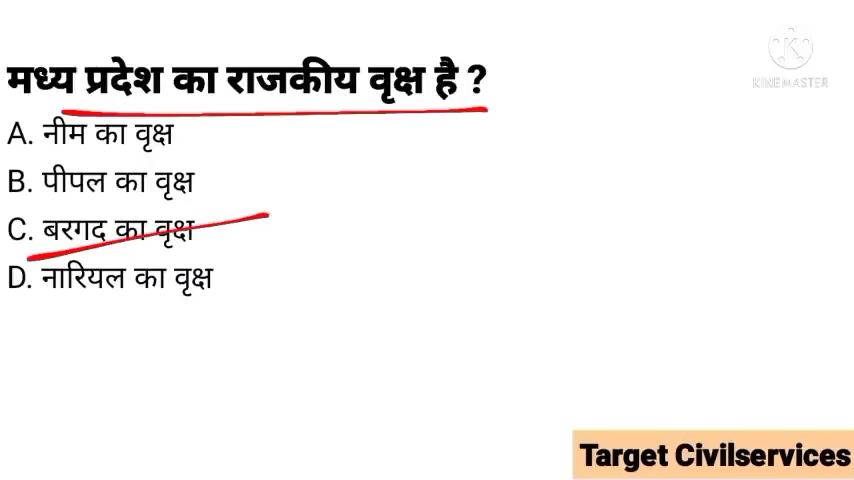 मध्य प्रदेश का राजकीय वृक्ष है ?
KINEMASTER
A. नीम का वृक्ष
B. पीपल का वृक्ष
C. बरगद का वृक्ष
D. नारियल का वृक्ष
Target Civilservices